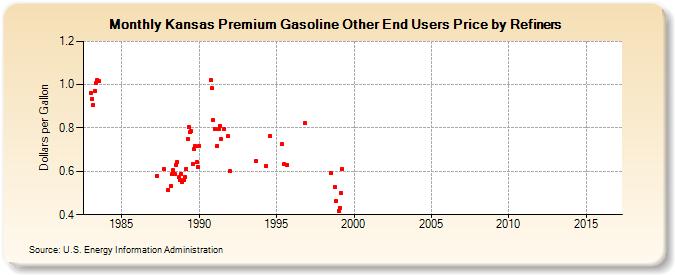 Monthly Kansas Premium Gasoline Other End Users Price by Refiners
Dollars per Gallon
1.2
1.0
0.8
0.6
0.4
1985 1990 1995 2000 2005 2010 2015
Source: U.S. Energy Information Administration